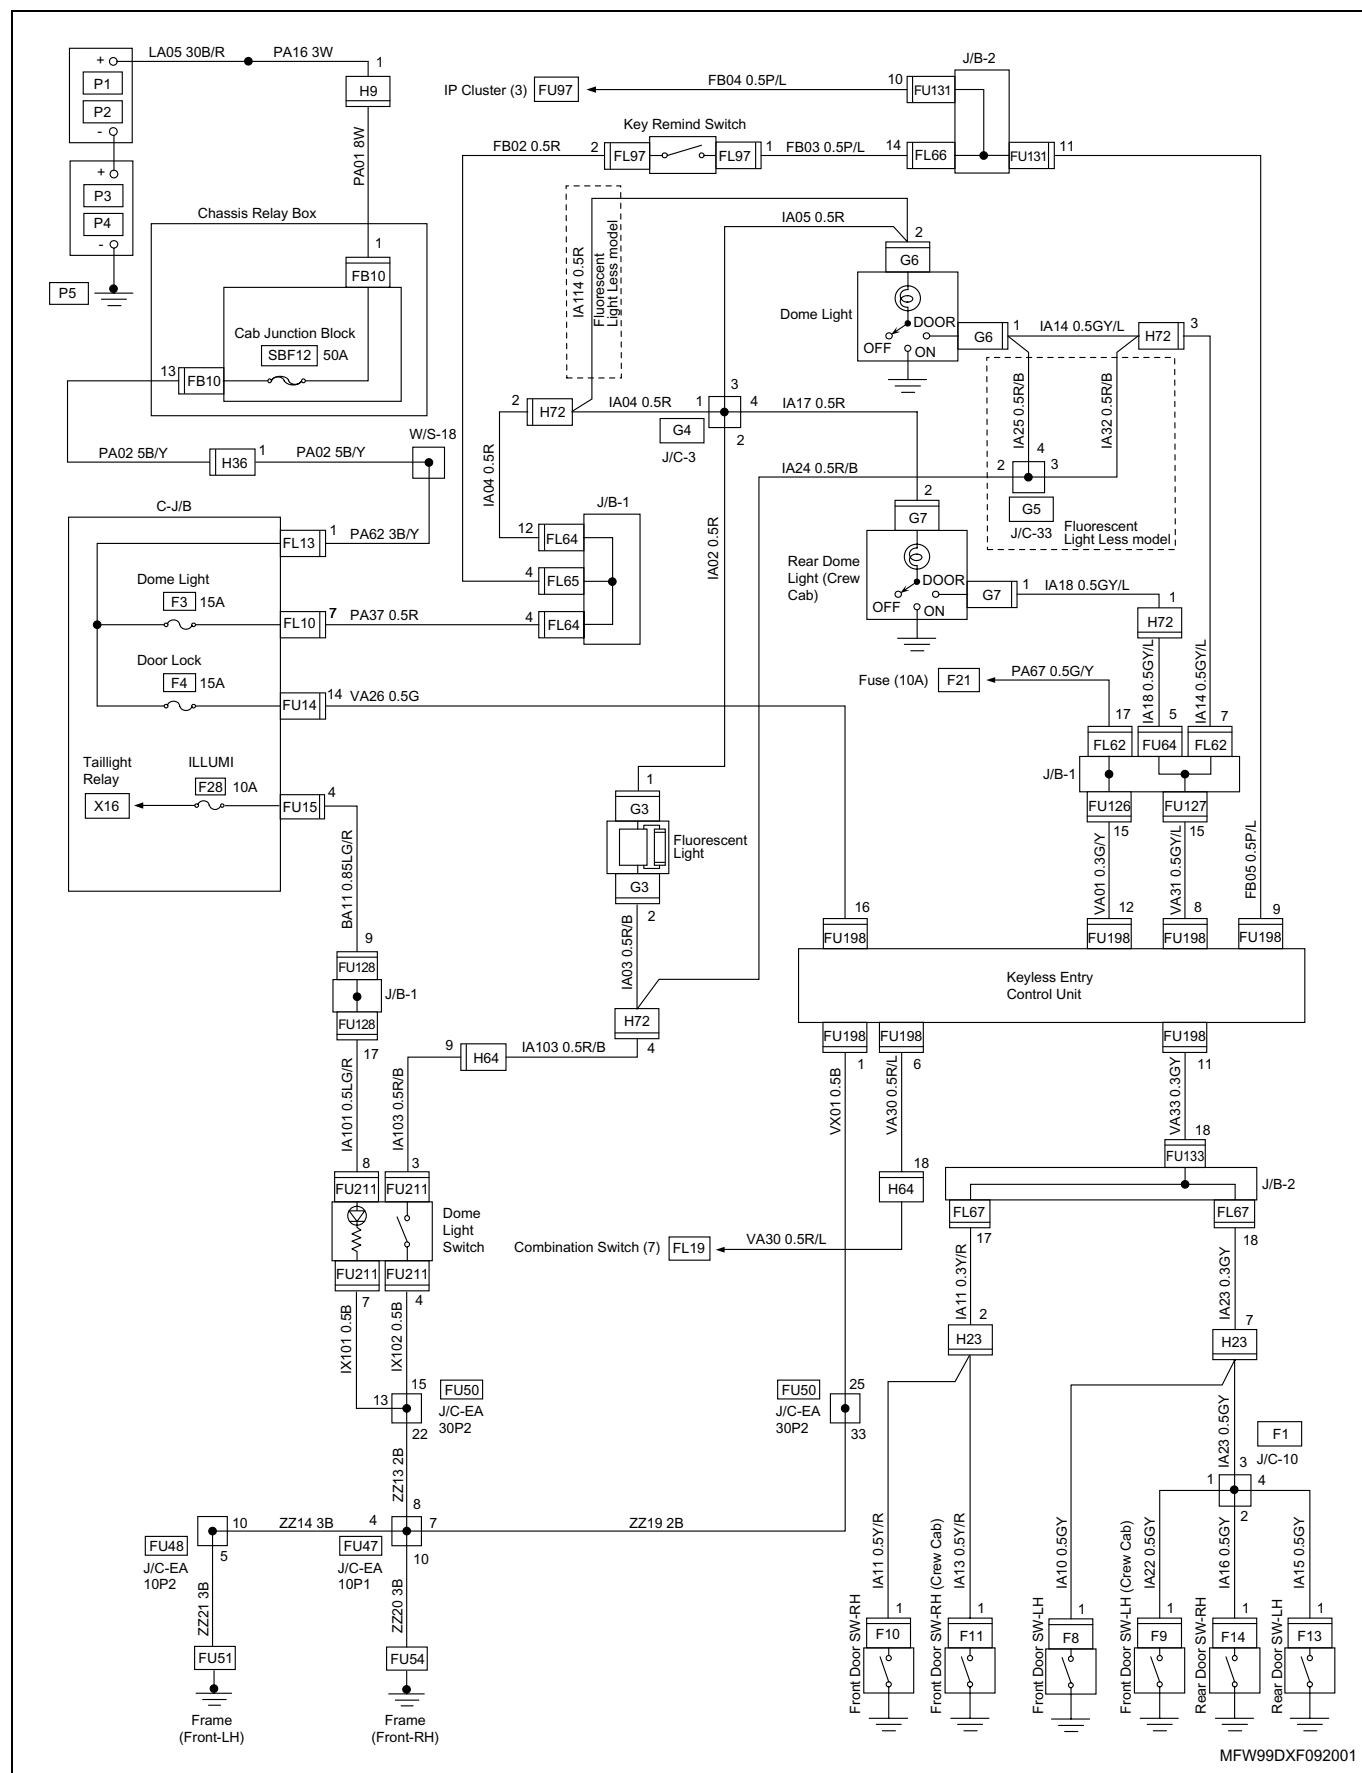 LA05 30B/R
PA16 3W
1
+
P1
P2
-
+
P3
P4
-
P5
H9
PA01 8W
Chassis Relay Box
1
FB10
Cab Junction Block
SBF12 50A
13
FB10
PA02 5B/Y
H36
1
PA02 5B/Y
W/S-18
IP Cluster (3)
FU97
FB04 0.5P/L
10
FU131
J/B-2
Key Remind Switch
FB02 0.5R
2
FL97
FL97
1
FB03 0.5P/L
14
FL66
FU131
11
IA114 0.5R
Fluorescent
Light Less model
IA05 0.5R
2
G6
Dome Light
DOOR
OFF
ON
G6
1
IA14 0.5GY/L
H72
3
IA25 0.5R/B
IA32 0.5R/B
4
2
3
G5
J/C-33
Fluorescent
Light Less model
2
H72
IA04 0.5R
1
3
4
2
G4
J/C-3
IA17 0.5R
IA24 0.5R/B
IA04 0.5R
IA02 0.5R
J/B-1
12
FL64
4
FL65
4
FL64
2
G7
Rear Dome
Light (Crew
Cab)
DOOR
OFF
ON
G7
1
IA18 0.5GY/L
1
H72
C-J/B
FL13
1
PA62 3B/Y
Dome Light
F3 15A
FL10
7
PA37 0.5R
Door Lock
F4 15A
FU14
14
VA26 0.5G
Taillight
Relay
X16
ILLUMI
F28 10A
FU15
4
Fuse (10A)
F21
PA67 0.5G/Y
IA18 0.5GY/L
IA14 0.5GY/L
17
5
7
FL62
FU64
FL62
J/B-1
FU126
FU127
15
15
VA01 0.3G/Y
VA31 0.5GY/L
FB05 0.5P/L
BA11 0.85LG/R
1
G3
Fluorescent
Light
G3
2
IA03 0.5R/B
16
12
8
9
FU198
FU198
FU198
FU198
Keyless Entry
Control Unit
FU198
FU198
FU198
1
6
11
9
FU128
J/B-1
FU128
17
H72
4
9
H64
IA103 0.5R/B
IA101 0.5LG/R
IA103 0.5R/B
VX01 0.5B
VA30 0.5R/L
VA33 0.3GY
18
H64
18
FU133
J/B-2
8
3
FU211
FU211
Dome
Light
Switch
FU211
FU211
7
4
IX101 0.5B
IX102 0.5B
Combination Switch (7)
FL19
VA30 0.5R/L
FL67
FL67
17
18
IA11 0.3Y/R
IA23 0.3GY
2
H23
7
H23
13
15
22
FU50
J/C-EA
30P2
FU50
J/C-EA
30P2
25
33
IA23 0.5GY
F1
J/C-10
3
1
4
2
ZZ13 2B
8
10
ZZ14 3B
4
7
ZZ19 2B
5
10
FU48
J/C-EA
10P2
FU47
J/C-EA
10P1
ZZ21 3B
ZZ20 3B
FU51
FU54
Frame
(Front-LH)
Frame
(Front-RH)
IA11 0.5Y/R
IA13 0.5Y/R
IA10 0.5GY
IA22 0.5GY
IA16 0.5GY
IA15 0.5GY
Front Door SW-RH
Front Door SW-RH (Crew Cab)
Front Door SW-LH
Front Door SW-LH (Crew Cab)
Rear Door SW-RH
Rear Door SW-LH
1
1
1
1
1
1
F10
F11
F8
F9
F14
F13
MFW99DXF092001